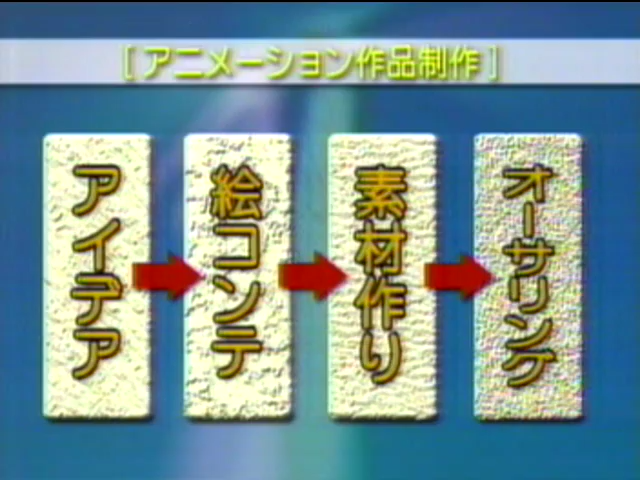 [アニメーション作品制作]
アイデア
絵コンテ
素材作り
オーサリング